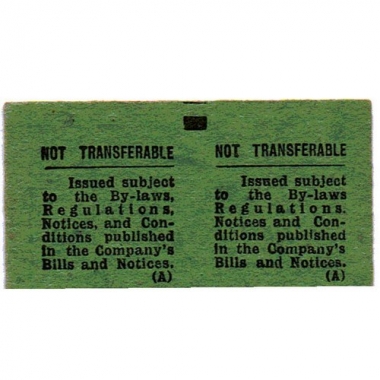 NOT TRANSFERABLE
Issued subject
to the By-laws,
Regulations,
Notices, and Con-
ditions published
in the Company's
Bills and Notices.
(A)
NOT TRANSFERABLE
Issued subject
to the By-laws
Regulations.
Notices and Con-
ditions published
in the Company's
Bills and Notices.
(A)